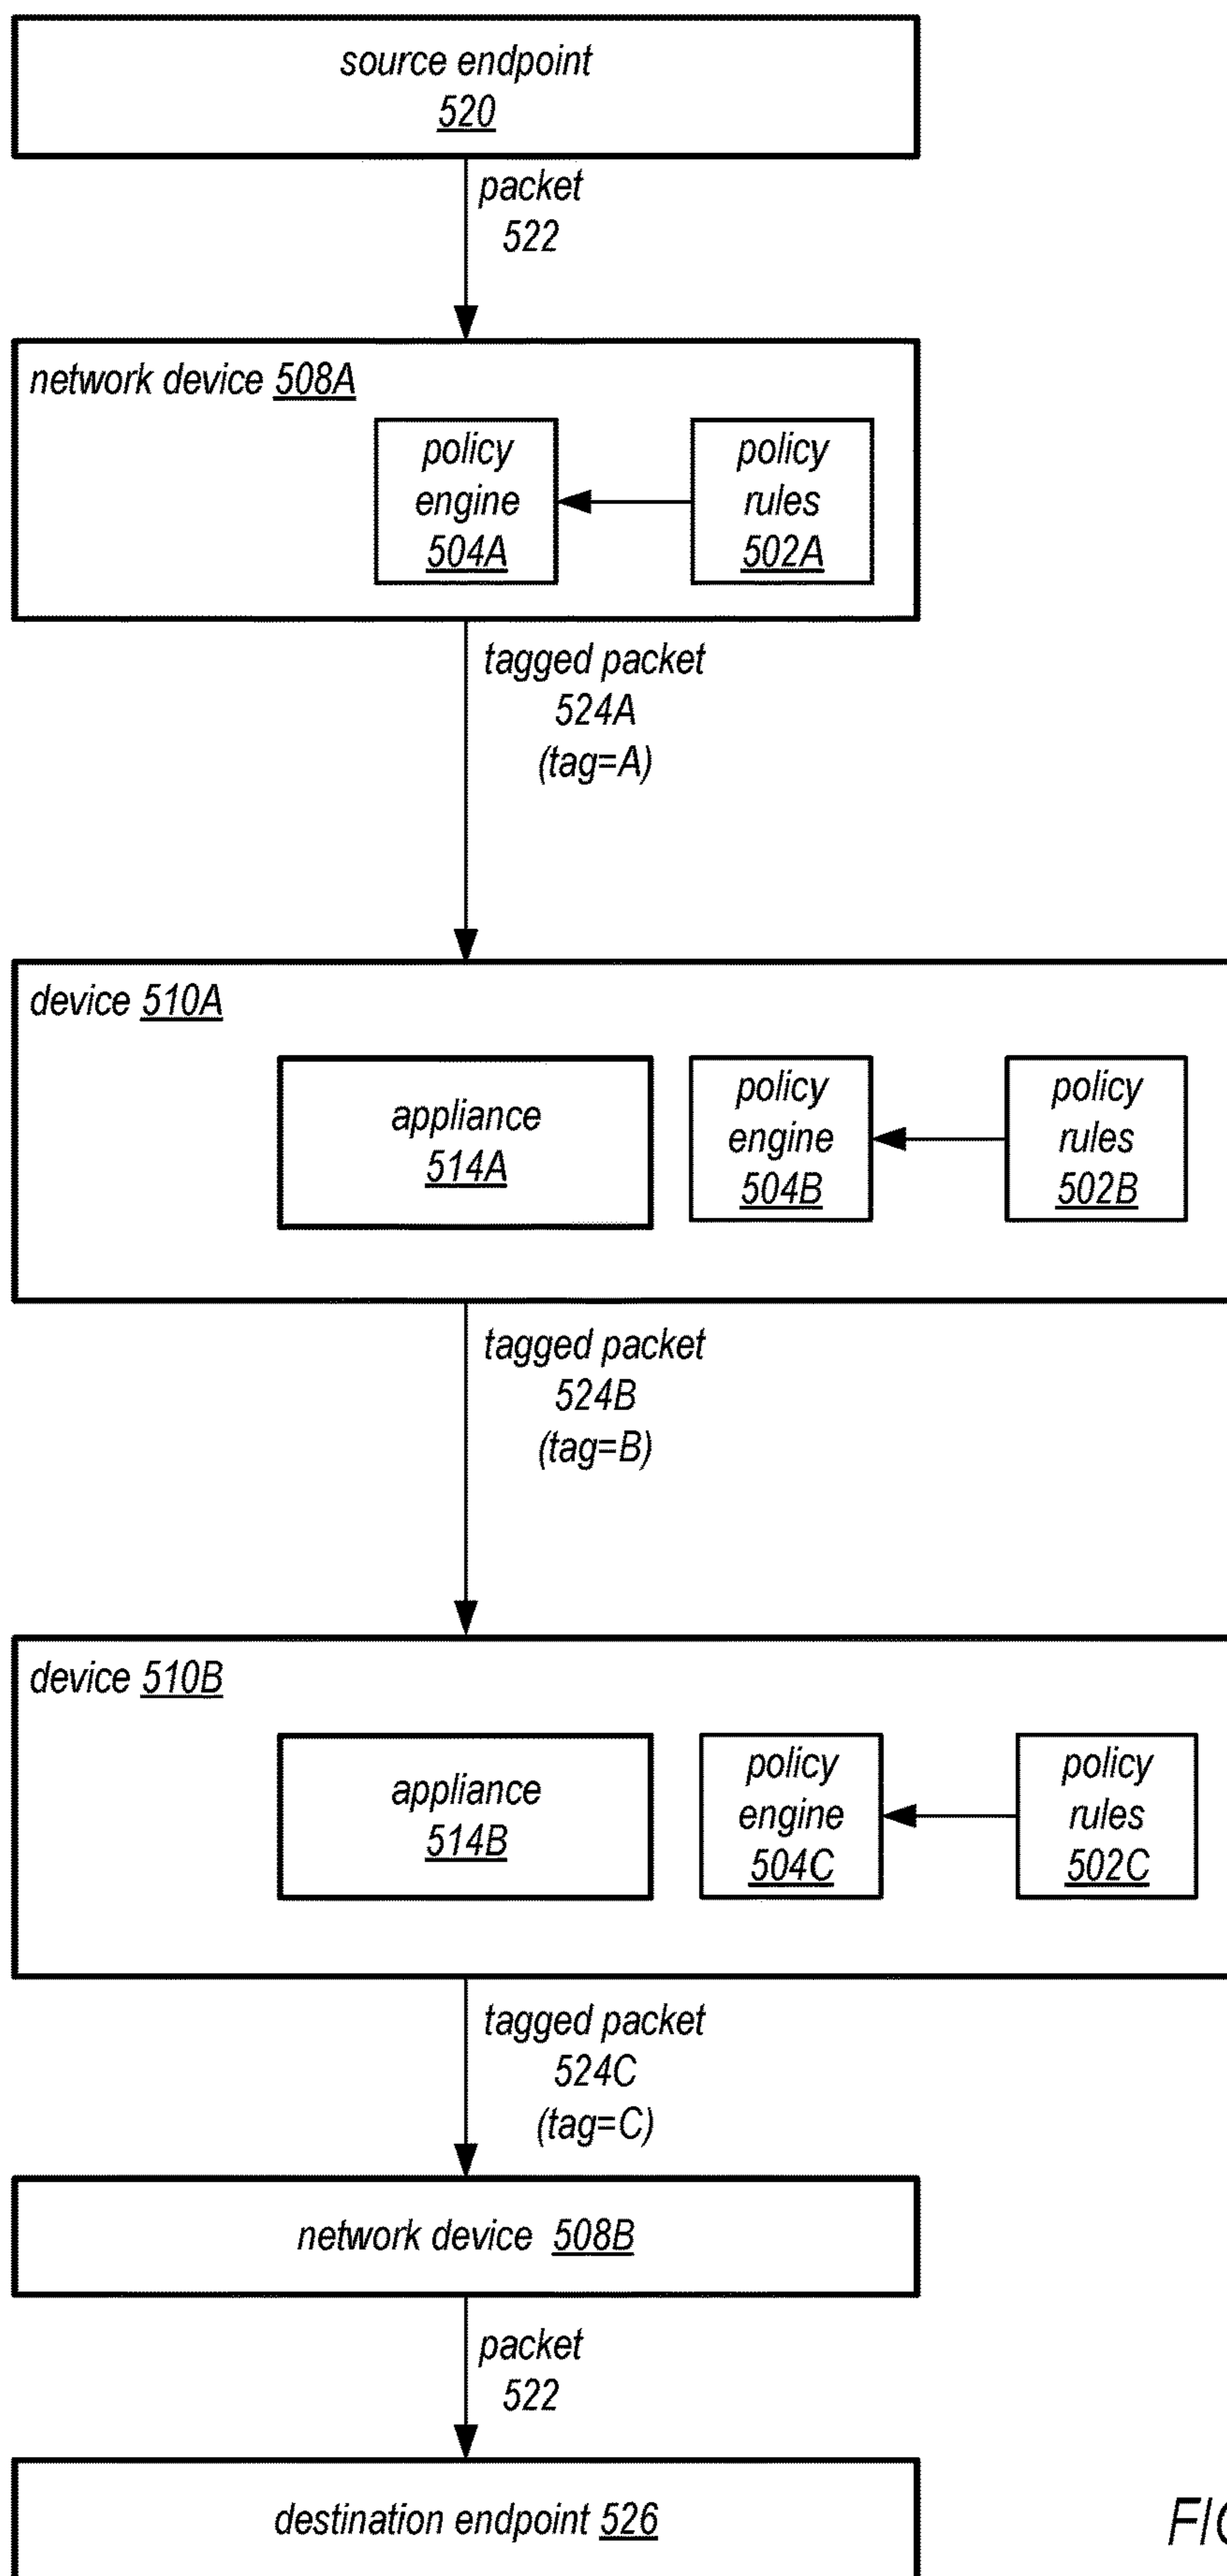 source endpoint
520
packet
522
network device 508A
policy
engine
504A
policy
rules
502A
tagged packet
524A
(tag=A)
device 510A
appliance
514A
policy
engine
504B
policy
rules
502B
tagged packet
524B
(tag=B)
device 510B
appliance
514B
policy
engine
504C
policy
rules
502C
tagged packet
524C
(tag=C)
network device 508B
packet
522
destination endpoint 526